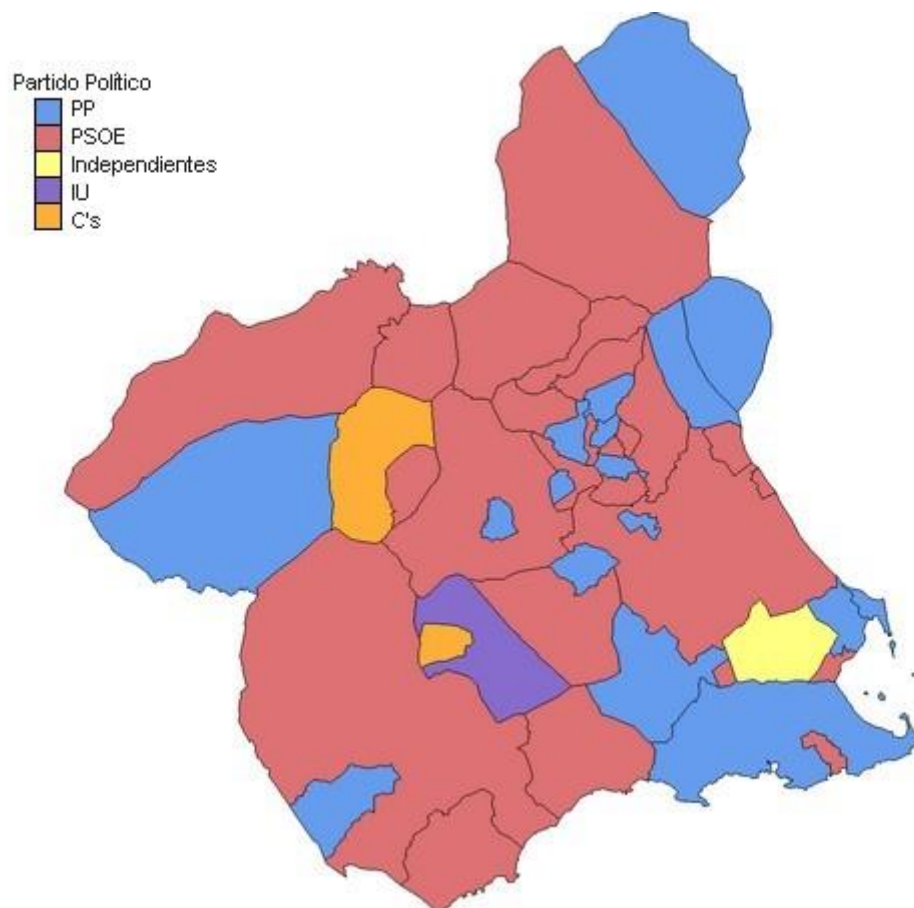 Partido Político
PP
PSOE
Independientes
IU
C's